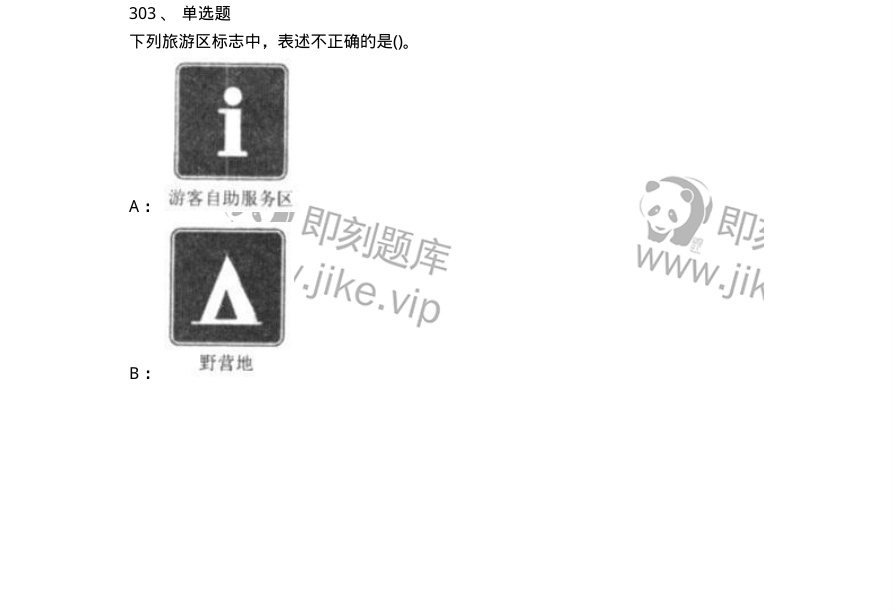 303 、 单选题
下列旅游区标志中，表述不正确的是()。
i
A ： 游客自助服务区
即刻题库
www.jike.vip
即刻
www.jik
B ： 野营地